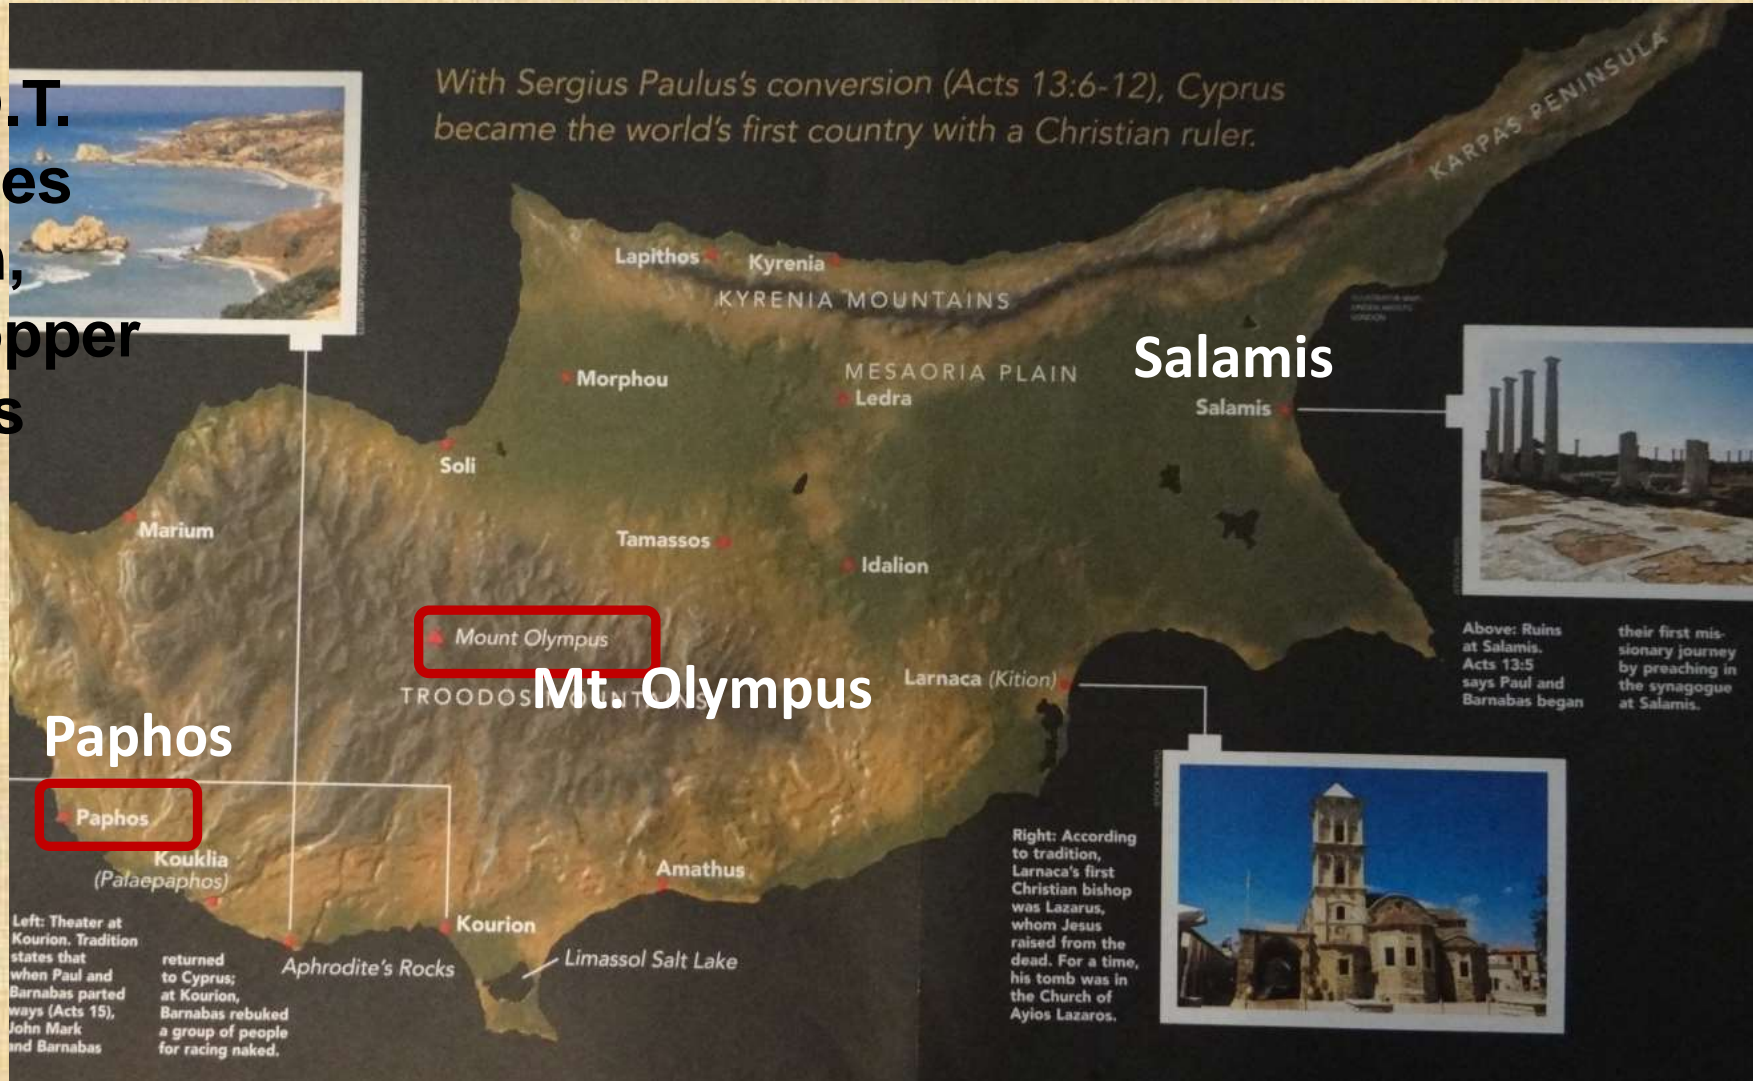 .T.
es
,
pper
s
With Sergius Paulus's conversion (Acts 13:6-12), Cyprus
became the world's first country with a Christian ruler.
KARPAS PENINSULA
Lapithos
Kyrenia
KYRENIA MOUNTAINS
Salamis
MESAORIA PLAIN
Morphou
Ledra
Salamis
Soli
Marium
Tamassos
Idalion
Mount Olympus
TROODOS MOUNTAINS
Mt. Olympus
Larnaca (Kition)
Paphos
Paphos
Kouklia
(Palaepaphos)
Amathus
Kourion
Aphrodite's Rocks
Limassol Salt Lake
Above: Ruins
at Salamis.
Acts 13:5
says Paul and
Barnabas began
their first mis-
sionary journey
by preaching in
the synagogue
at Salamis.
Right: According
to tradition,
Larnaca's first
Christian bishop
was Lazarus,
whom Jesus
raised from the
dead. For a time,
his tomb was in
the Church of
Ayios Lazaros.
Left: Theater at
Kourion. Tradition
states that
when Paul and
Barnabas parted
ways (Acts 15),
John Mark
and Barnabas
returned
to Cyprus;
at Kourion,
Barnabas rebuked
a group of people
for racing naked.